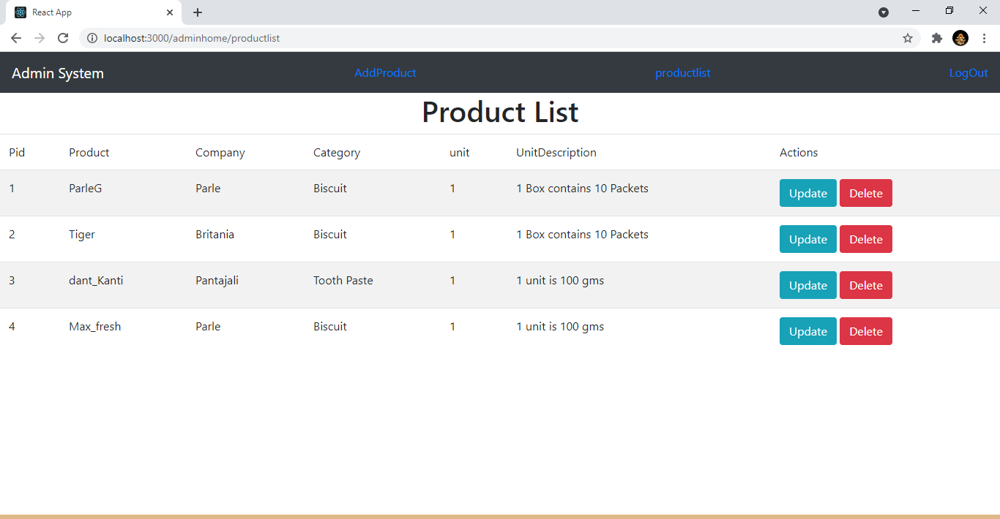 React App
localhost:3000/adminhome/productlist
Admin System AddProduct productlist LogOut
Product List
Pid Product Company Category unit UnitDescription Actions
1 ParleG Parle Biscuit 1 1 Box contains 10 Packets Update Delete
2 Tiger Britania Biscuit 1 1 Box contains 10 Packets Update Delete
3 dant_Kanti Pantajali Tooth Paste 1 1 unit is 100 gms Update Delete
4 Max_fresh Parle Biscuit 1 1 unit is 100 gms Update Delete